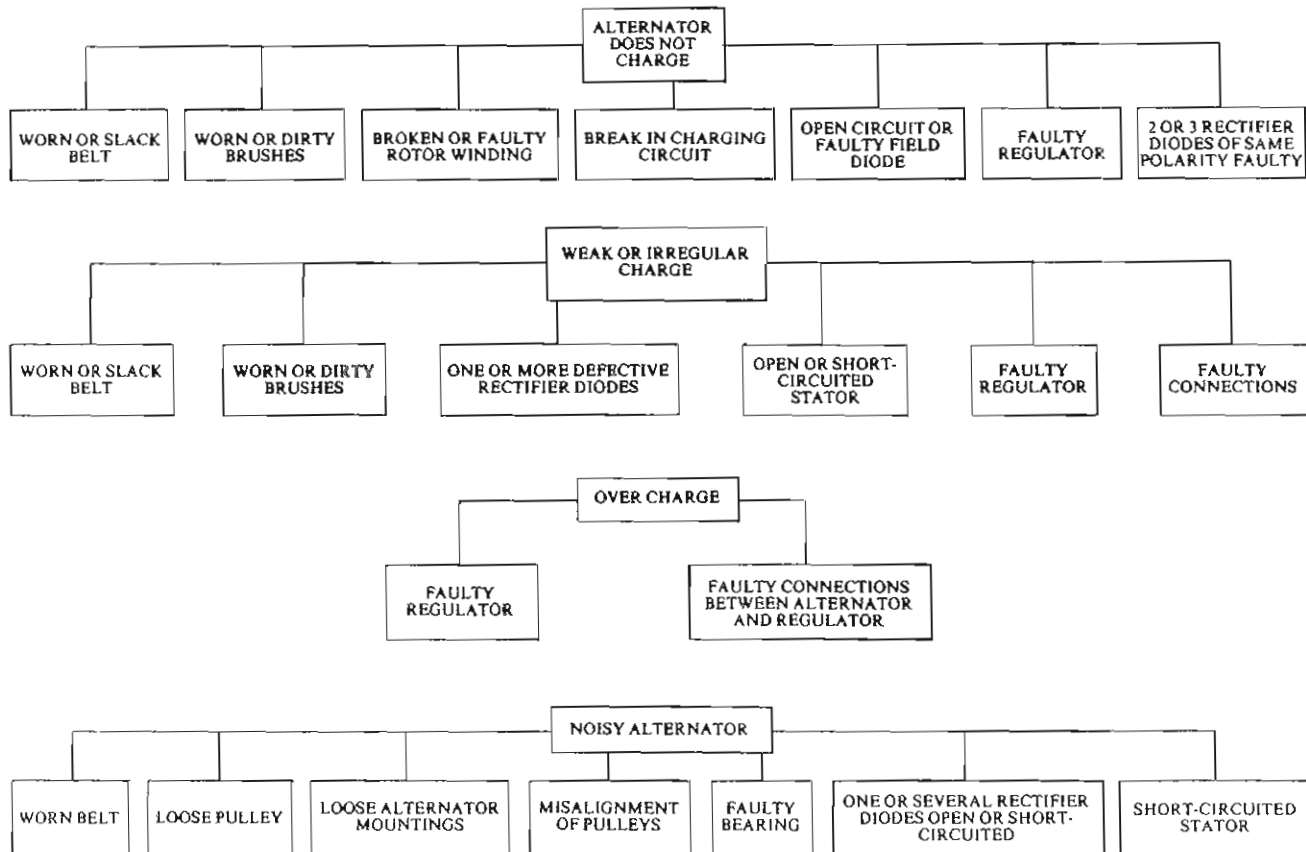 ALTERNATOR
DOES NOT
CHARGE
WORN OR SLACK
BELT
WORN OR DIRTY
BRUSHES
BROKEN OR FAULTY
ROTOR WINDING
BREAK IN CHARGING
CIRCUIT
OPEN CIRCUIT OR
FAULTY FIELD
DIODE
FAULTY
REGULATOR
2 OR 3 RECTIFIER
DIODES OF SAME
POLARITY FAULTY
WEAK OR IRREGULAR
CHARGE
WORN OR SLACK
BELT
WORN OR DIRTY
BRUSHES
ONE OR MORE DEFECTIVE
RECTIFIER DIODES
OPEN OR SHORT-
CIRCUITED
STATOR
FAULTY
REGULATOR
FAULTY
CONNECTIONS
OVER CHARGE
FAULTY
REGULATOR
FAULTY CONNECTIONS
BETWEEN ALTERNATOR
AND REGULATOR
NOISY ALTERNATOR
WORN BELT
LOOSE PULLEY
LOOSE ALTERNATOR
MOUNTINGS
MISALIGNMENT
OF PULLEYS
FAULTY
BEARING
ONE OR SEVERAL RECTIFIER
DIODES OPEN OR SHORT-
CIRCUITED
SHORT-CIRCUITED
STATOR